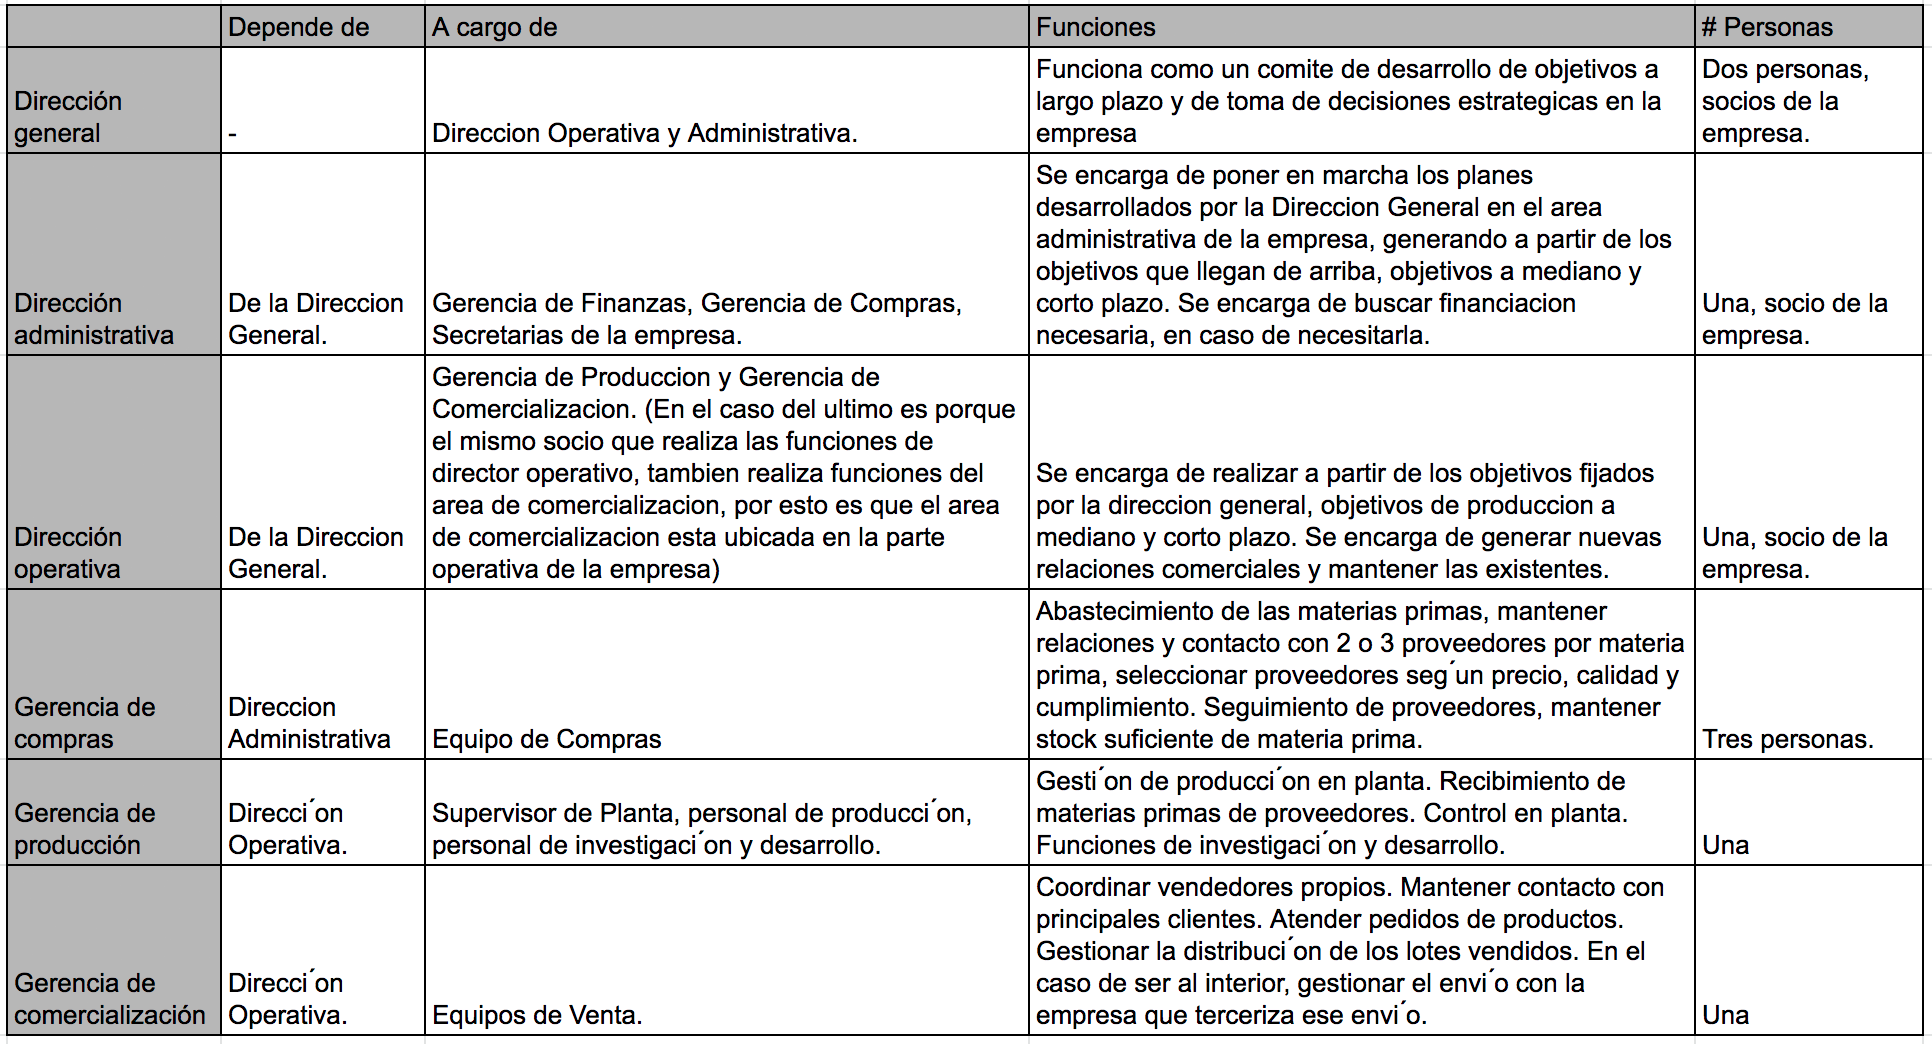 Depende de
A cargo de
Funciones
# Personas
Dirección
general
-
Direccion Operativa y Administrativa.
Funciona como un comite de desarrollo de objetivos a
largo plazo y de toma de decisiones estrategicas en la
empresa
Dos personas,
socios de la
empresa.
Dirección
administrativa
De la Direccion
General.
Gerencia de Finanzas, Gerencia de Compras,
Secretarias de la empresa.
Se encarga de poner en marcha los planes
desarrollados por la Direccion General en el area
administrativa de la empresa, generando a partir de los
objetivos que llegan de arriba, objetivos a mediano y
corto plazo. Se encarga de buscar financiacion
necesaria, en caso de necesitarla.
Una, socio de la
empresa.
Dirección
operativa
De la Direccion
General.
Gerencia de Produccion y Gerencia de
Comercializacion. (En el caso del ultimo es porque
el mismo socio que realiza las funciones de
director operativo, tambien realiza funciones del
area de comercializacion, por esto es que el area
de comercializacion esta ubicada en la parte
operativa de la empresa)
Se encarga de realizar a partir de los objetivos fijados
por la direccion general, objetivos de produccion a
mediano y corto plazo. Se encarga de generar nuevas
relaciones comerciales y mantener las existentes.
Una, socio de la
empresa.
Gerencia de
compras
Direccion
Administrativa
Equipo de Compras
Abastecimiento de las materias primas, mantener
relaciones y contacto con 2 o 3 proveedores por materia
prima, seleccionar proveedores seg´un precio, calidad y
cumplimiento. Seguimiento de proveedores, mantener
stock suficiente de materia prima.
Tres personas.
Gerencia de
producción
Direcci´on
Operativa.
Supervisor de Planta, personal de producci´on,
personal de investigaci´on y desarrollo.
Gesti´on de producci´on en planta. Recibimiento de
materias primas de proveedores. Control en planta.
Funciones de investigaci´on y desarrollo.
Una
Gerencia de
comercialización
Direcci´on
Operativa.
Equipos de Venta.
Coordinar vendedores propios. Mantener contacto con
principales clientes. Atender pedidos de productos.
Gestionar la distribuci´on de los lotes vendidos. En el
caso de ser al interior, gestionar el envi´o con la
empresa que terceriza ese envi´o.
Una